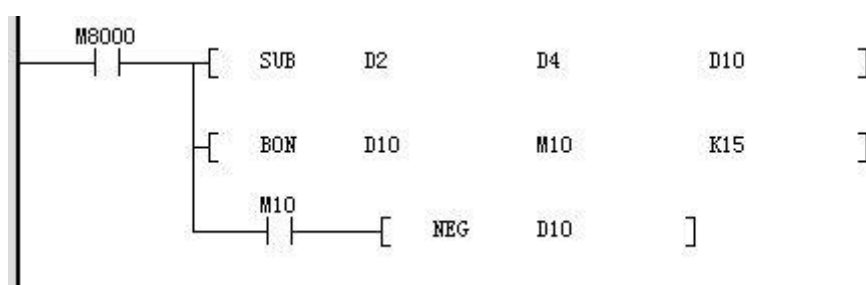 M8000
SUB D2 D4 D10
BON D10 M10 K15
M10
NEG D10